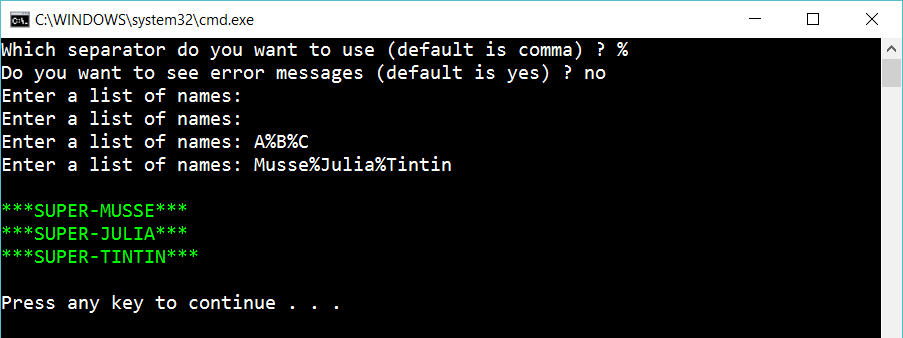 C:\WINDOWS\system32\cmd.exe
Which separator do you want to use (default is comma) ? %
Do you want to see error messages (default is yes) ? no
Enter a list of names:
Enter a list of names:
Enter a list of names: A%B%C
Enter a list of names: Musse%Julia%Tintin
***SUPER-MUSSE***
***SUPER-JULIA***
***SUPER-TINTIN***
Press any key to continue . . .